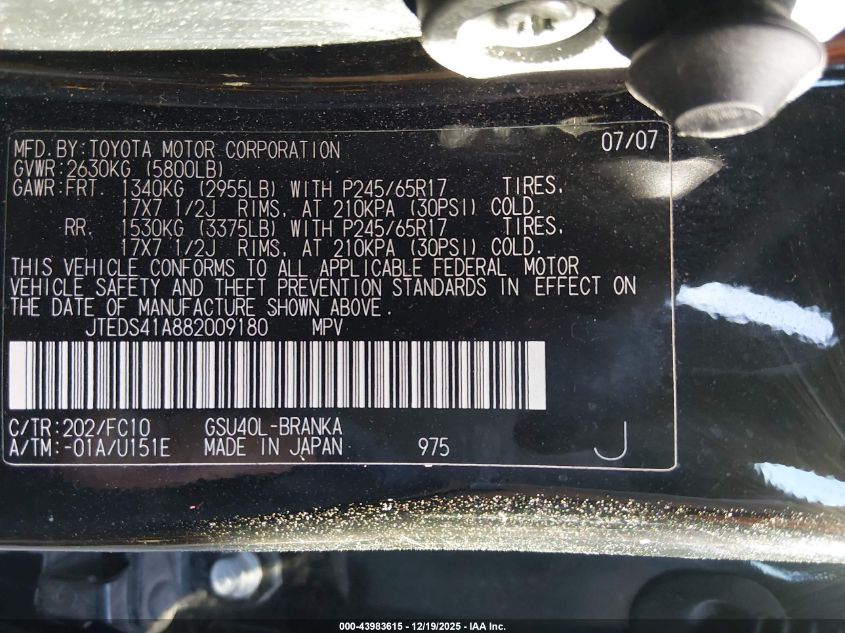 MFD.BY:TOYOTA MOTOR CORPORATION 07/07
GVWR:2630KG (5800LB)
GAWR:FRT. 1340KG (2955LB) WITH P245/65R17 TIRES,
17X7 1/2J RIMS, AT 210KPA (30PSI) COLD.
RR. 1530KG (3375LB) WITH P245/65R17 TIRES,
17X7 1/2J RIMS, AT 210KPA (30PSI) COLD.
THIS VEHICLE CONFORMS TO ALL APPLICABLE FEDERAL MOTOR
VEHICLE SAFETY AND THEFT PREVENTION STANDARDS IN EFFECT ON
THE DATE OF MANUFACTURE SHOWN ABOVE.
JTEDS41A882009180 MPV
C/TR:202/FC10 GSU40L-BRANKA
A/TM:-01A/U151E MADE IN JAPAN 975 J
000-43983615 - 12/19/2025 - IAA Inc.